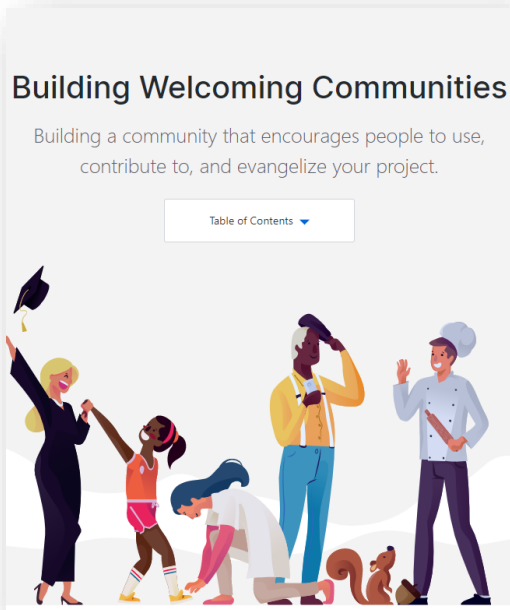 Building Welcoming Communities
Building a community that encourages people to use,
contribute to, and evangelize your project.
Table of Contents